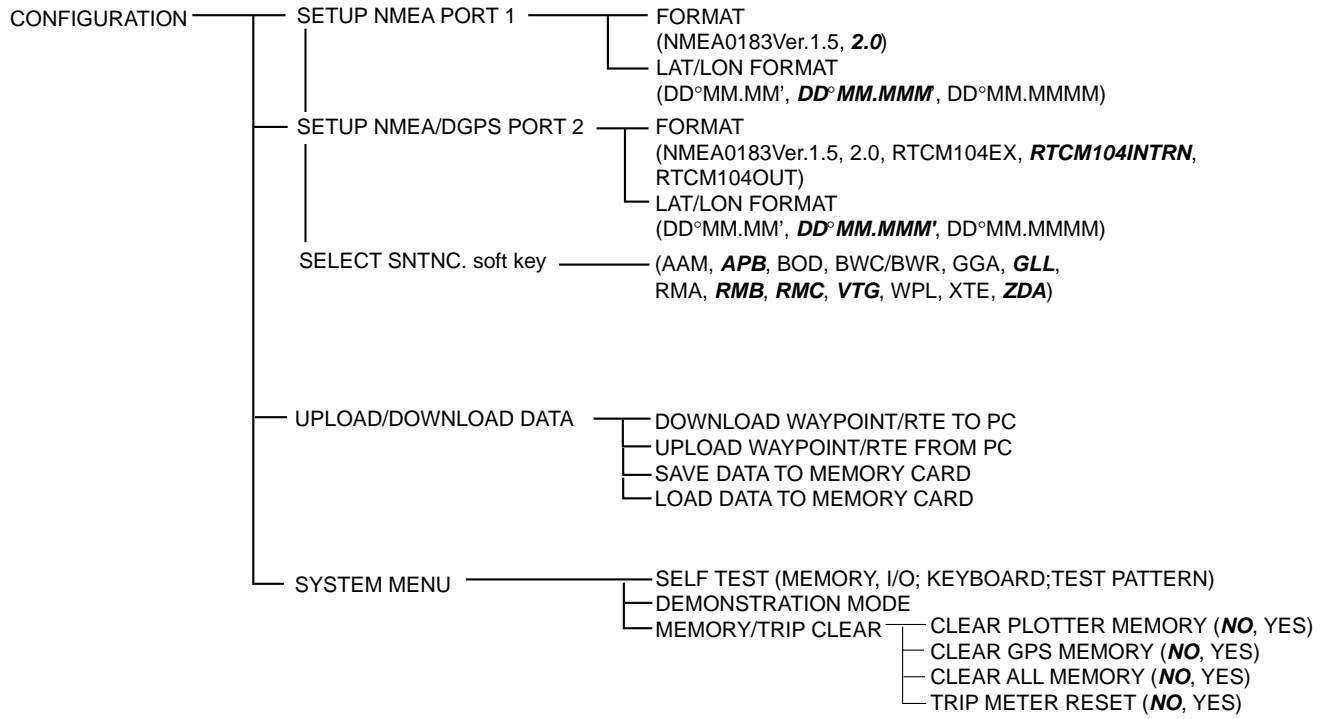 CONFIGURATION
SETUP NMEA PORT 1
FORMAT
(NMEA0183Ver.1.5, 2.0)
LAT/LON FORMAT
(DD°MM.MM', DD°MM.MMM', DD°MM.MMMM)
SETUP NMEA/DGPS PORT 2
FORMAT
(NMEA0183Ver.1.5, 2.0, RTCM104EX, RTCM104INTRN,
RTCM104OUT)
LAT/LON FORMAT
(DD°MM.MM', DD°MM.MMM', DD°MM.MMMM)
SELECT SNTNC. soft key
(AAM, APB, BOD, BWC/BWR, GGA, GLL,
RMA, RMB, RMC, VTG, WPL, XTE, ZDA)
UPLOAD/DOWNLOAD DATA
DOWNLOAD WAYPOINT/RTE TO PC
UPLOAD WAYPOINT/RTE FROM PC
SAVE DATA TO MEMORY CARD
LOAD DATA TO MEMORY CARD
SYSTEM MENU
SELF TEST (MEMORY, I/O; KEYBOARD;TEST PATTERN)
DEMONSTRATION MODE
MEMORY/TRIP CLEAR
CLEAR PLOTTER MEMORY (NO, YES)
CLEAR GPS MEMORY (NO, YES)
CLEAR ALL MEMORY (NO, YES)
TRIP METER RESET (NO, YES)